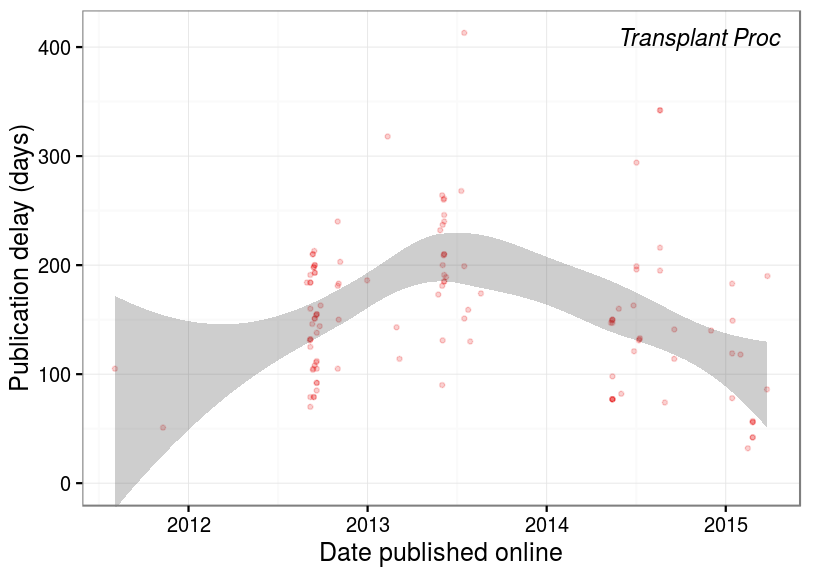 Transplant Proc
Publication delay (days)
400
300
200
100
0
2012 2013 2014 2015
Date published online